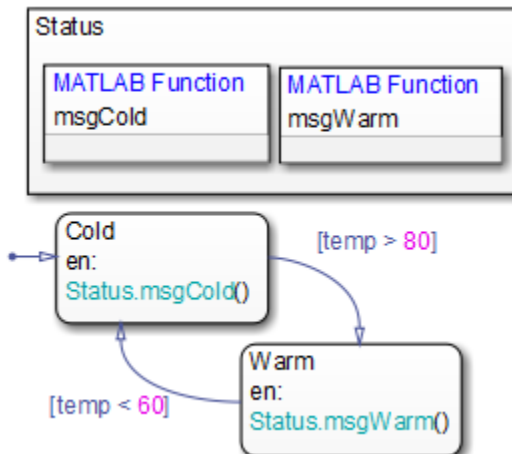 Status
MATLAB Function
msgCold
MATLAB Function
msgWarm
Cold
en:
Status.msgCold()
[temp > 80]
Warm
en:
Status.msgWarm()
[temp < 60]